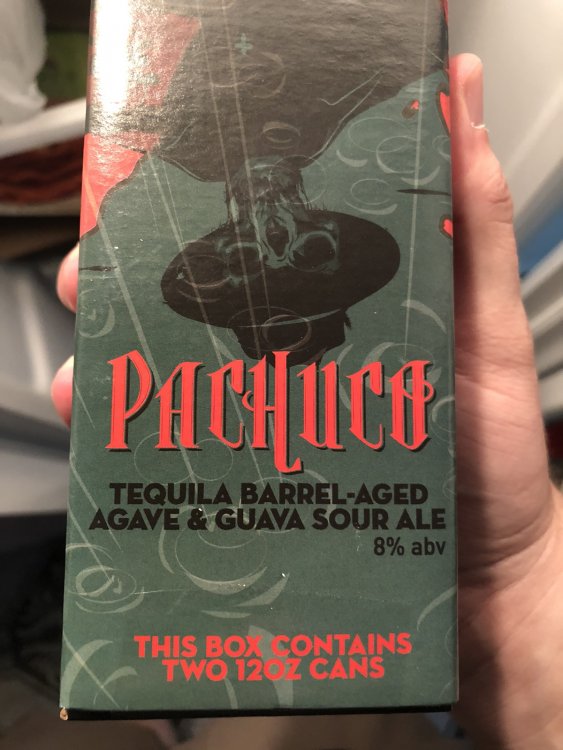 PACHUCO
TEQUILA BARREL-AGED
AGAVE & GUAVA SOUR ALE
8% abv
THIS BOX CONTAINS
TWO 12OZ CANS